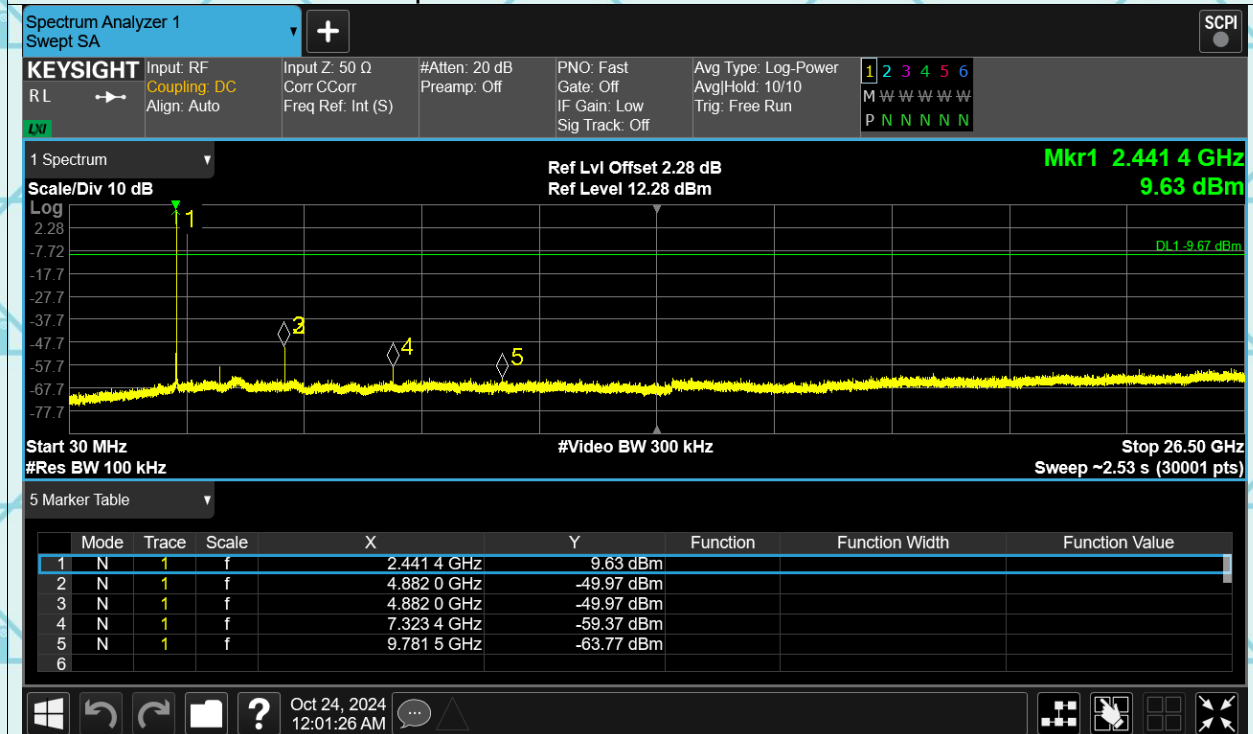 Spectrum Analyzer 1
Swept SA
+
SCPI
KEYSIGHT
RL
LXI
Input: RF
Coupling: DC
Align: Auto
Input Z: 50 Ω
Corr CCorr
Freq Ref: Int (S)
#Atten: 20 dB
Preamp: Off
PNO: Fast
Gate: Off
IF Gain: Low
Sig Track: Off
Avg Type: Log-Power
Avg|Hold: 10/10
Trig: Free Run
1 2 3 4 5 6
M W W W W W
P N N N N N
1 Spectrum
Scale/Div 10 dB
Ref Lvl Offset 2.28 dB
Ref Level 12.28 dBm
Mkr1 2.441 4 GHz
9.63 dBm
Log
2.28
-7.72
-17.7
-27.7
-37.7
-47.7
-57.7
-67.7
-77.7
1
DL1 -9.67 dBm
4
5
Start 30 MHz
#Res BW 100 kHz
#Video BW 300 kHz
Stop 26.50 GHz
Sweep ~2.53 s (30001 pts)
5 Marker Table
Mode Trace Scale X Y Function Function Width Function Value
1 N 1 f 2.441 4 GHz 9.63 dBm
2 N 1 f 4.882 0 GHz -49.97 dBm
3 N 1 f 4.882 0 GHz -49.97 dBm
4 N 1 f 7.323 4 GHz -59.37 dBm
5 N 1 f 9.781 5 GHz -63.77 dBm
6
?
Oct 24, 2024
12:01:26 AM